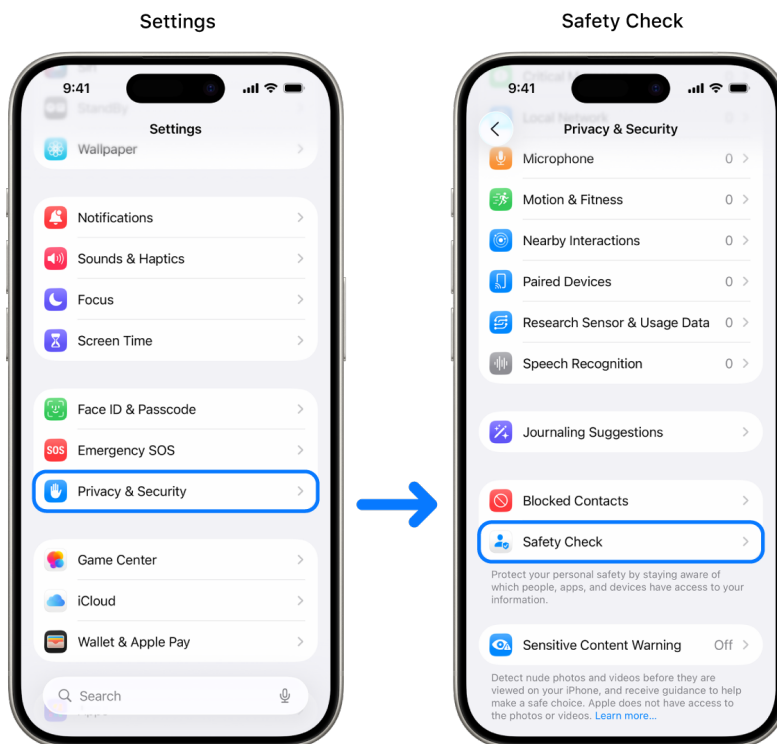 Settings
Safety Check
9:41
StandBy
Settings
Wallpaper
Notifications
Sounds & Haptics
Focus
Screen Time
Face ID & Passcode
SOS
Emergency SOS
Privacy & Security
Game Center
iCloud
Wallet & Apple Pay
Search
9:41
Local Network
Privacy & Security
Microphone 0
Motion & Fitness 0
Nearby Interactions 0
Paired Devices 0
Research Sensor & Usage Data 0
Speech Recognition 0
Journaling Suggestions
Blocked Contacts
Safety Check
Protect your personal safety by staying aware of
which people, apps, and devices have access to your
information.
Sensitive Content Warning Off
Detect nude photos and videos before they are
viewed on your iPhone, and receive guidance to help
make a safe choice. Apple does not have access to
the photos or videos. Learn more...